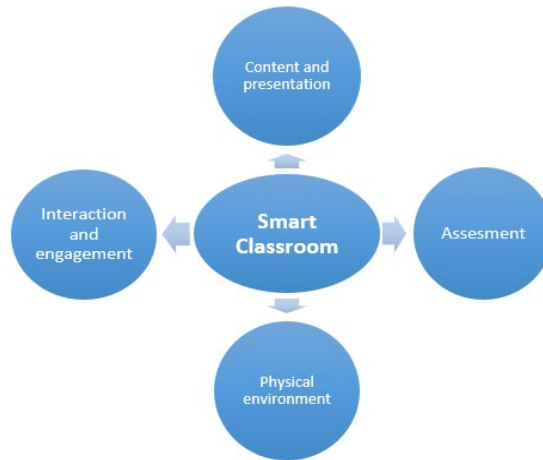 Content and
presentation
Interaction
and
engagement
Smart
Classroom
Assesment
Physical
environment